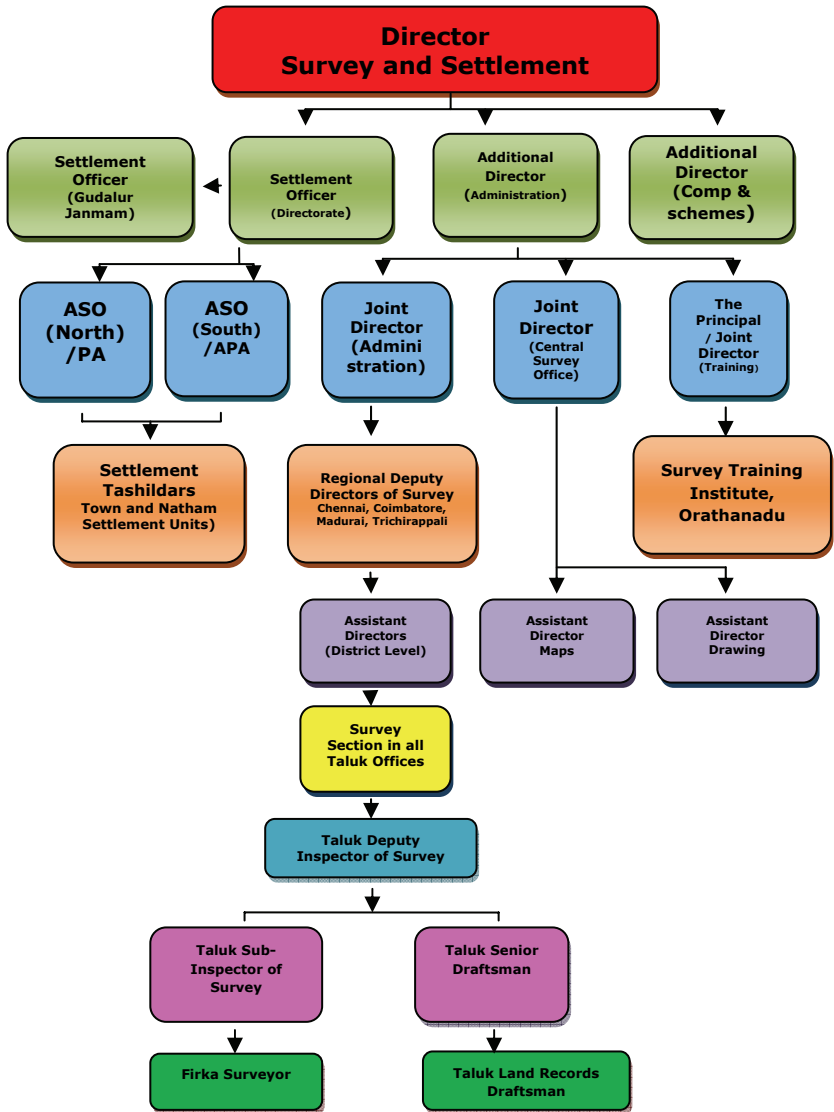 Director
Survey and Settlement
Settlement
Officer
(Gudalur
Janmam)
Settlement
Officer
(Directorate)
Additional
Director
(Administration)
Additional
Director
(Comp &
schemes)
ASO
(North)
/PA
ASO
(South)
/APA
Joint
Director
(Admini
stration)
Joint
Director
(Central
Survey
Office)
The
Principal
/ Joint
Director
(Training)
Settlement
Tashildars
Town and Natham
Settlement Units)
Regional Deputy
Directors of Survey
Chennai, Coimbatore,
Madurai, Trichirappali
Survey Training
Institute,
Orathanadu
Assistant
Directors
(District Level)
Assistant
Director
Maps
Assistant
Director
Drawing
Survey
Section in all
Taluk Offices
Taluk Deputy
Inspector of Survey
Taluk Sub-
Inspector of
Survey
Taluk Senior
Draftsman
Firka Surveyor
Taluk Land Records
Draftsman